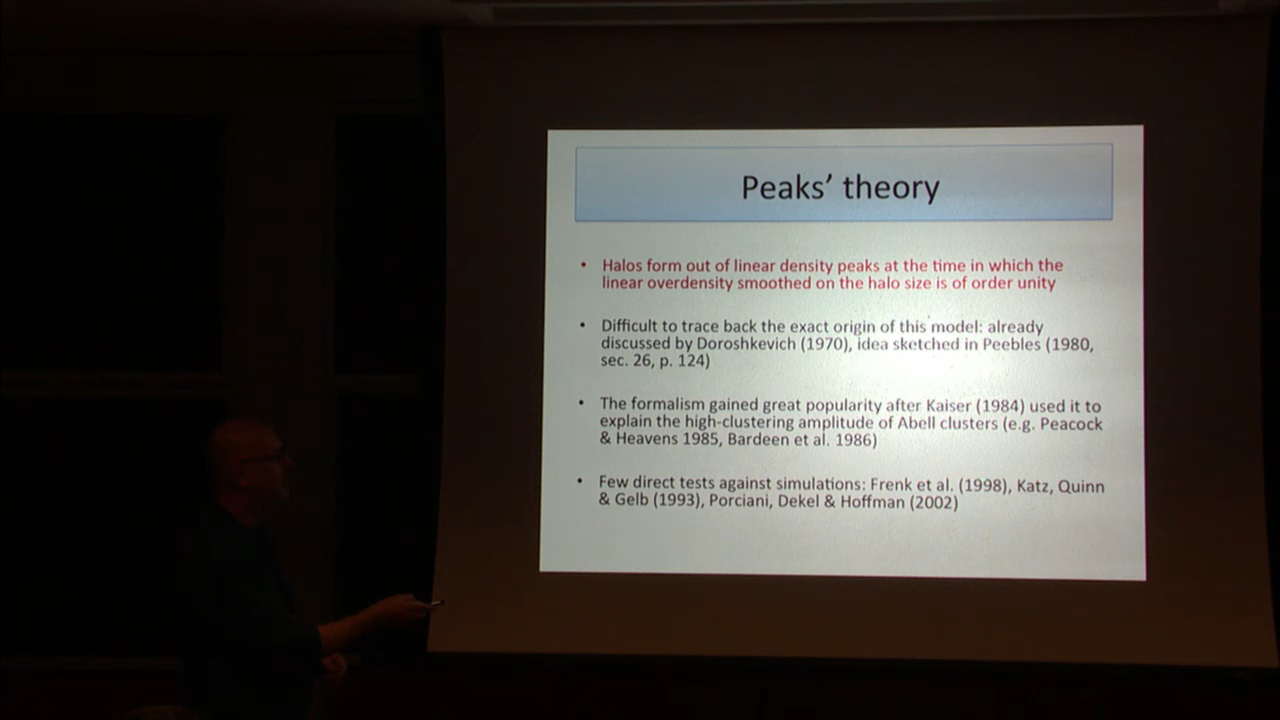 Peaks’ theory
• Halos form out of linear density peaks at the time in which the
linear overdensity smoothed on the halo size is of order unity
• Difficult to trace back the exact origin of this model: already
discussed by Doroshkevich (1970), idea sketched in Peebles (1980,
sec. 26, p. 124)
• The formalism gained great popularity after Kaiser (1984) used it to
explain the high-clustering amplitude of Abell clusters (e.g. Peacock
& Heavens 1985, Bardeen et al. 1986)
• Few direct tests against simulations: Frenk et al. (1998), Katz, Quinn
& Gelb (1993), Porciani, Dekel & Hoffman (2002)